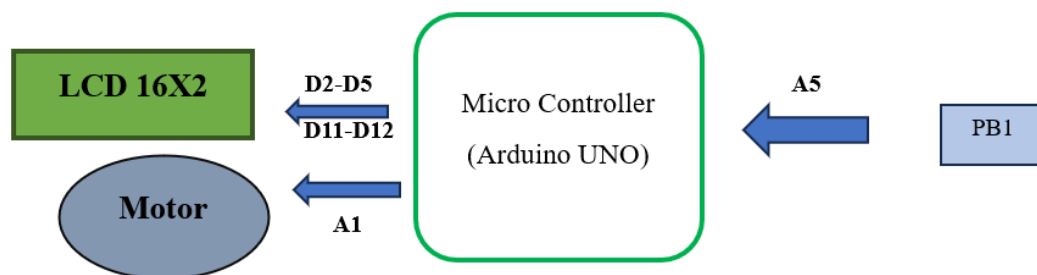 LCD 16X2
D2-D5
D11-D12
Motor
A1
Micro Controller
(Arduino UNO)
A5
PB1